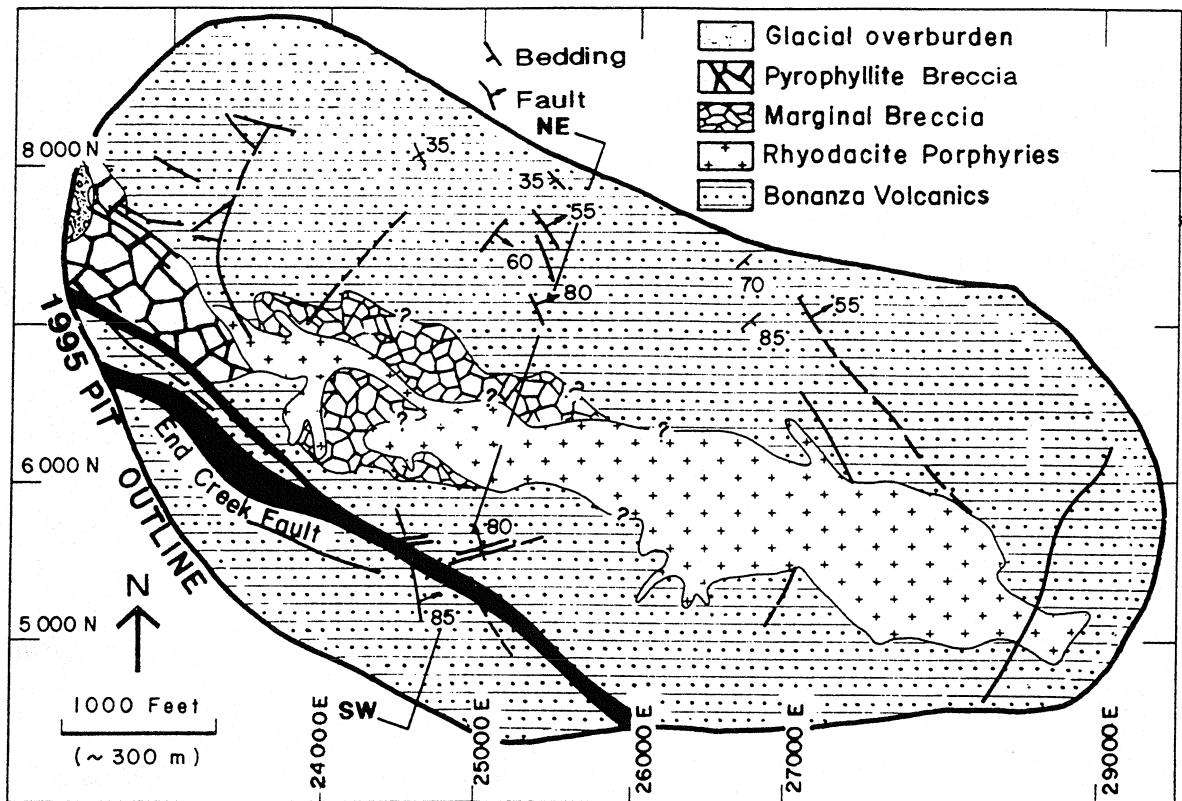 Glacial overburden
Pyrophyllite Breccia
Marginal Breccia
Rhyodacite Porphyries
Bonanza Volcanics
Bedding
Fault
NE
8000 N
35
35
55
60
80
70
55
85
?
?
?
?
?
?
?
1995 PIT OUTLINE
6000 N
End Creek Fault
80
N
5000 N
85
1000 Feet
(~ 300 m)
SW
24000 E
25000 E
26000 E
27000 E
29000 E